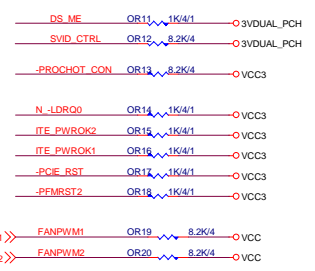 DS_ME OR11 1K/4/1 3VDUAL_PCH
SVID_CTRL OR12 8.2K/4 3VDUAL_PCH
-PROCHOT_CON OR13 8.2K/4 VCC3
N_-LDRQ0 OR14 1K/4/1 VCC3
ITE_PWROK2 OR15 1K/4/1 VCC3
ITE_PWROK1 OR16 1K/4/1 VCC3
-PCIE_RST OR17 1K/4/1 VCC3
-PFMRST2 OR18 1K/4/1 VCC3
1 FANPWM1 OR19 8.2K/4 VCC
2 FANPWM2 OR20 8.2K/4 VCC